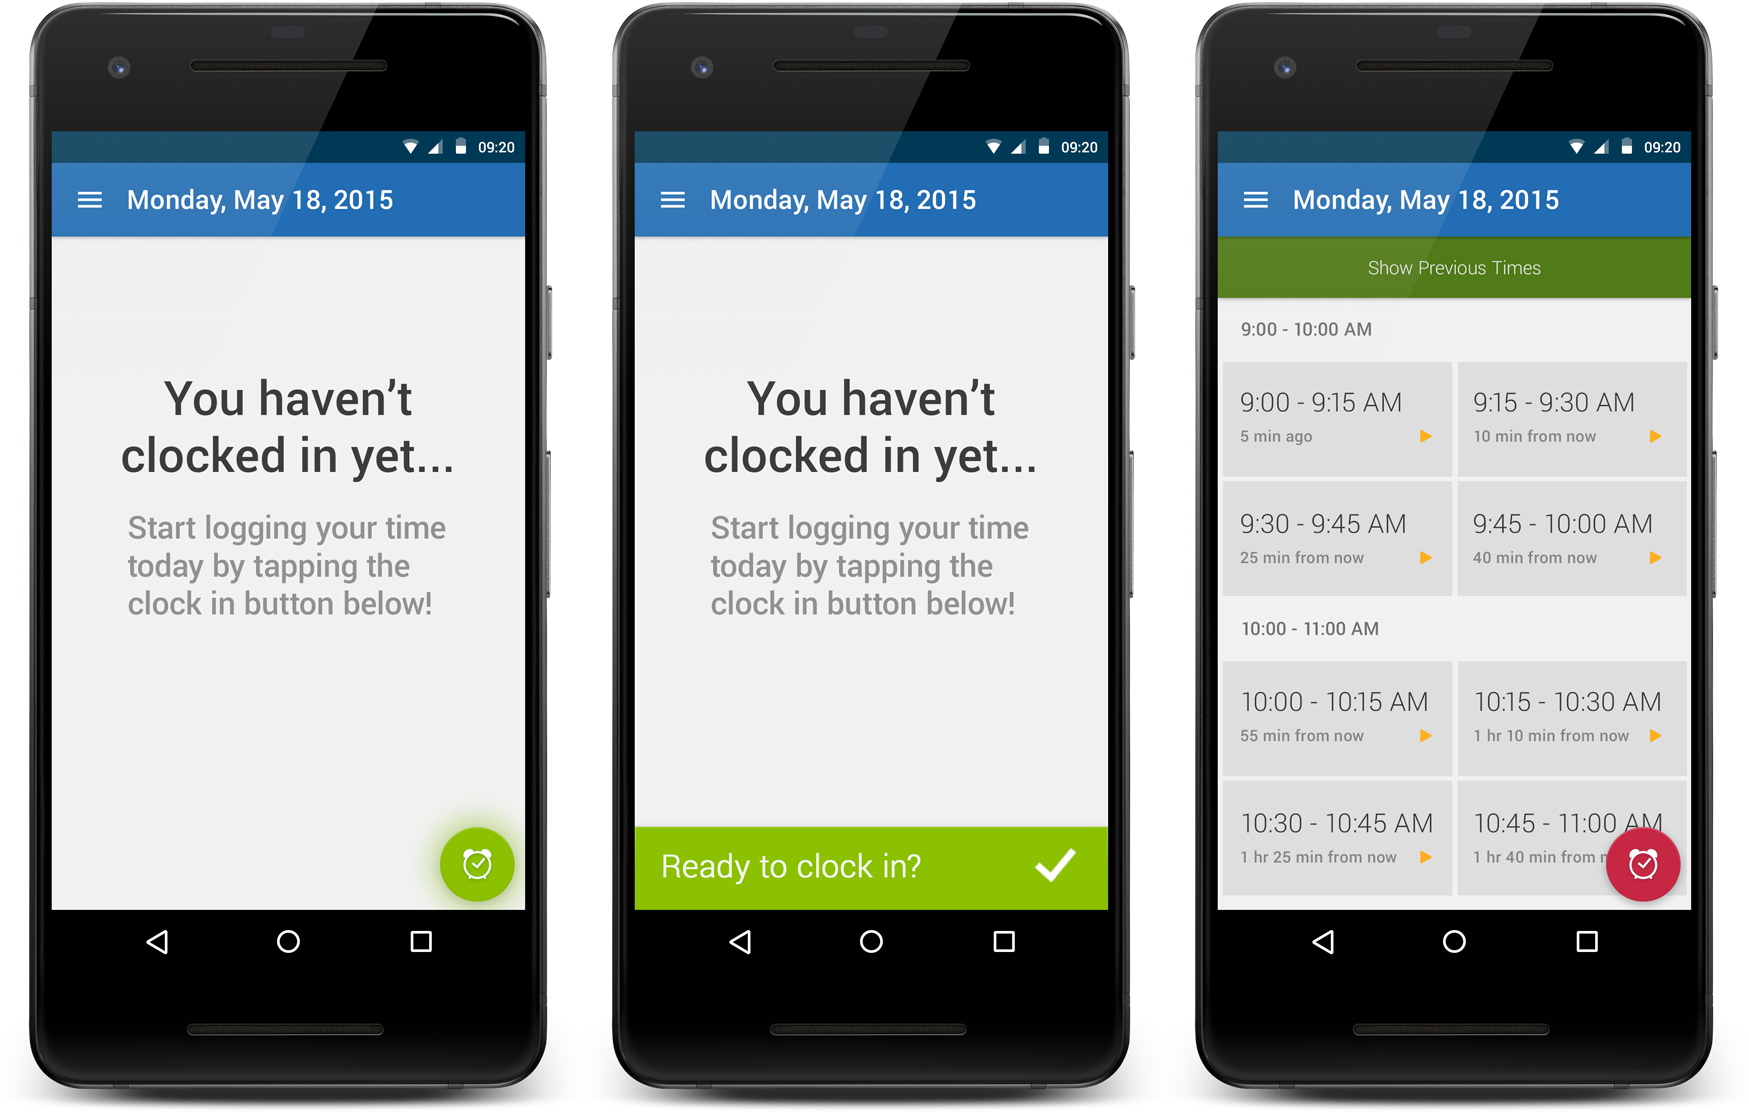 09:20
Monday, May 18, 2015
You haven’t
clocked in yet...
Start logging your time
today by tapping the
clock in button below!
09:20
Monday, May 18, 2015
You haven’t
clocked in yet...
Start logging your time
today by tapping the
clock in button below!
Ready to clock in?
09:20
Monday, May 18, 2015
Show Previous Times
9:00 - 10:00 AM
9:00 - 9:15 AM
5 min ago
9:15 - 9:30 AM
10 min from now
9:30 - 9:45 AM
25 min from now
9:45 - 10:00 AM
40 min from now
10:00 - 11:00 AM
10:00 - 10:15 AM
55 min from now
10:15 - 10:30 AM
1 hr 10 min from now
10:30 - 10:45 AM
1 hr 25 min from now
10:45 - 11:00 AM
1 hr 40 min from